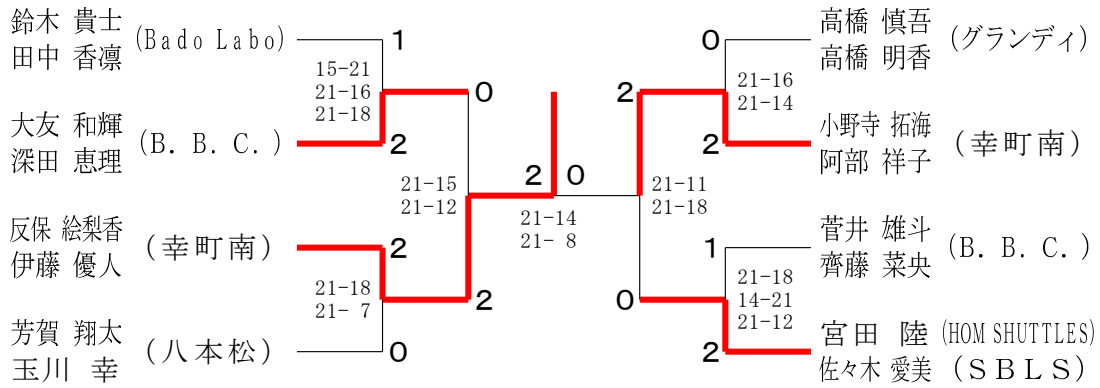 鈴木 貴士 (Bado Labo)
田中 香凛
1
15-21
21-16
21-18
0
大友 和輝 (B. B. C.)
深田 恵理
2
21-15
21-12
反保 絵梨香 (幸町南)
伊藤 優人
2
21-18
21- 7
2
芳賀 翔太 (八本松)
玉川 幸
0
2 0
21-14
21- 8
0
高橋 慎吾 (グランディ)
高橋 明香
21-16
21-14
2
2
小野寺 拓海 (幸町南)
阿部 祥子
21-11
21-18
1
菅井 雄斗 (B. B. C.)
齊藤 菜央
21-18
14-21
21-12
0
2
宮田 陸 (HOM SHUTTLES)
佐々木 愛美 (SBLS)